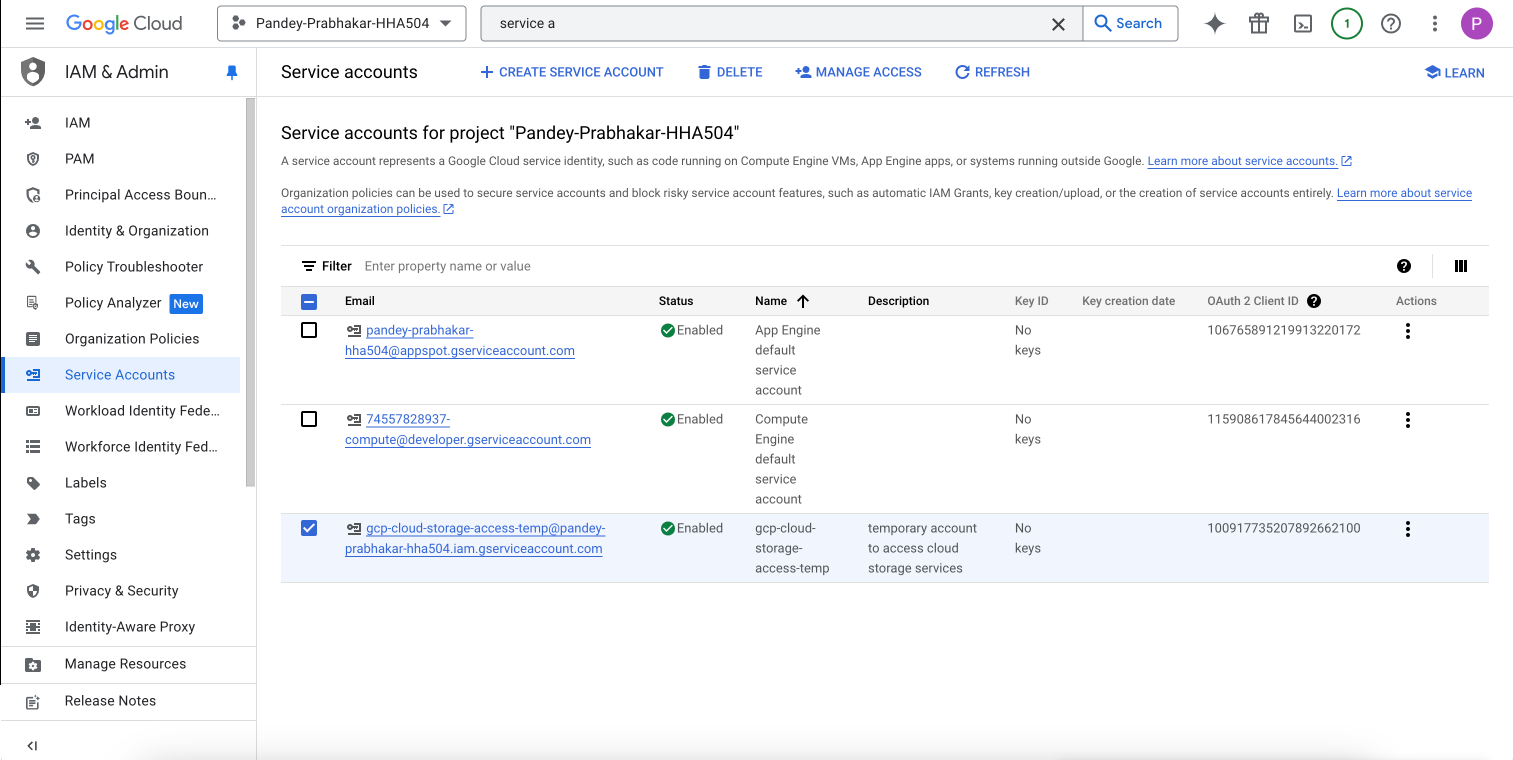 Google Cloud
Pandey-Prabhakar-HHA504
service a
Search
1
P
IAM & Admin
Service accounts
CREATE SERVICE ACCOUNT
DELETE
MANAGE ACCESS
REFRESH
LEARN
IAM
PAM
Principal Access Boun...
Identity & Organization
Policy Troubleshooter
Policy Analyzer New
Organization Policies
Service Accounts
Workload Identity Fede...
Workforce Identity Fed...
Labels
Tags
Settings
Privacy & Security
Identity-Aware Proxy
Manage Resources
Release Notes
Service accounts for project "Pandey-Prabhakar-HHA504"
A service account represents a Google Cloud service identity, such as code running on Compute Engine VMs, App Engine apps, or systems running outside Google. Learn more about service accounts.
Organization policies can be used to secure service accounts and block risky service account features, such as automatic IAM Grants, key creation/upload, or the creation of service accounts entirely. Learn more about service
account organization policies.
Filter Enter property name or value
Email Status Name Description Key ID Key creation date OAuth 2 Client ID Actions
pandey-prabhakar-
hha504@appspot.gserviceaccount.com
Enabled
App Engine
default
service
account
No
keys
106765891219913220172
74557828937-
compute@developer.gserviceaccount.com
Enabled
Compute
Engine
default
service
account
No
keys
115908617845644002316
gcp-cloud-storage-access-temp@pandey-
prabhakar-hha504.iam.gserviceaccount.com
Enabled
gcp-cloud-
storage-
access-temp
temporary account
to access cloud
storage services
No
keys
100917735207892662100